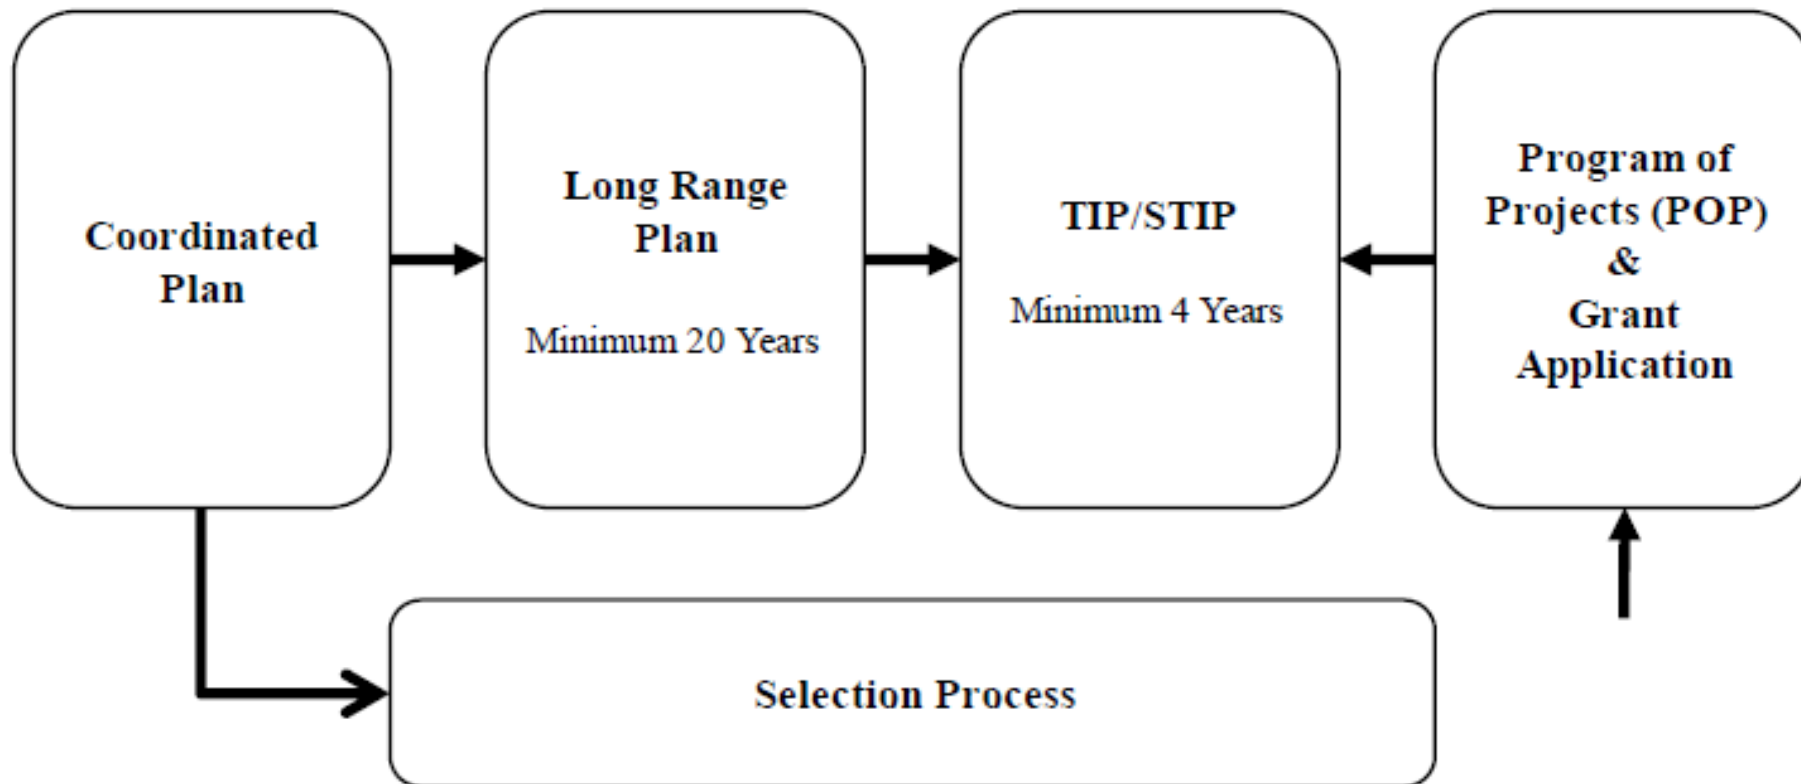 Coordinated
Plan
Long Range
Plan
Minimum 20 Years
TIP/STIP
Minimum 4 Years
Program of
Projects (POP)
&
Grant
Application
Selection Process